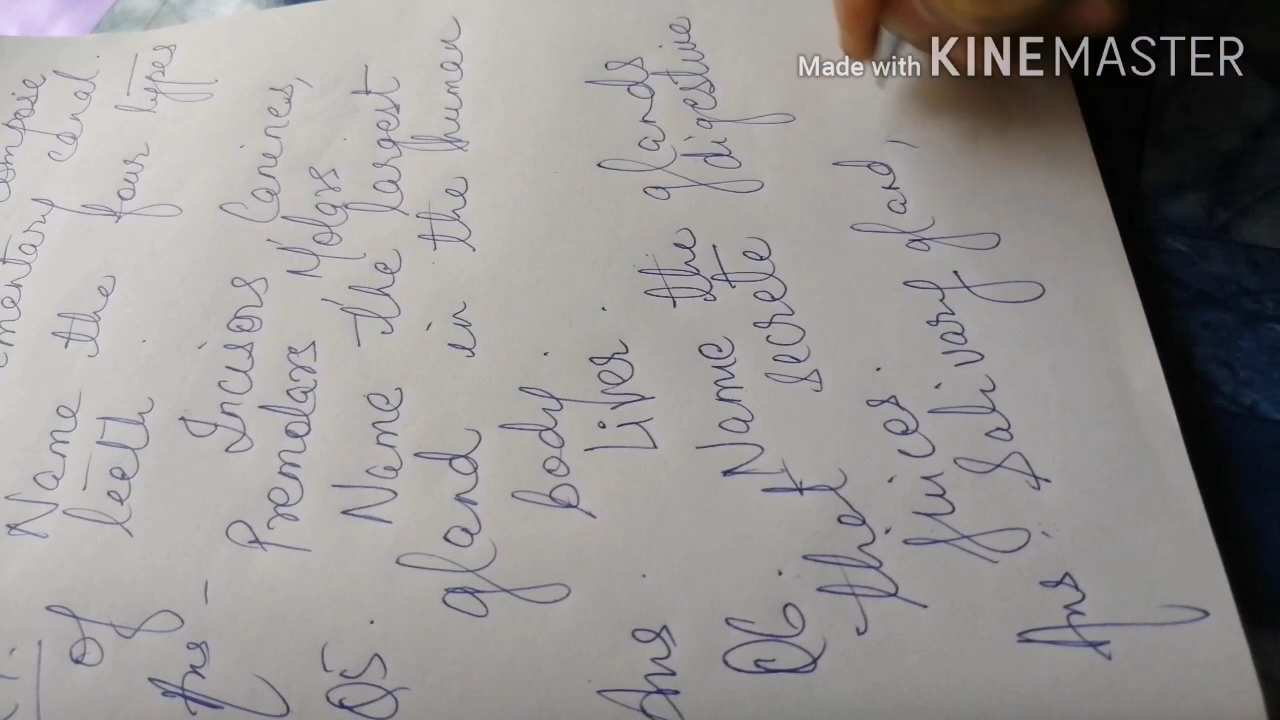 Made with KINEMASTER
mentary canal.
Name the four types
of teeth.
Ans - Incisors Canines,
Premolars Molars
Q5. Name the largest
gland in the human
body.
Ans. Liver.
Q6. Name the glands
that secrete digestive
juices.
Ans. Salivary gland,